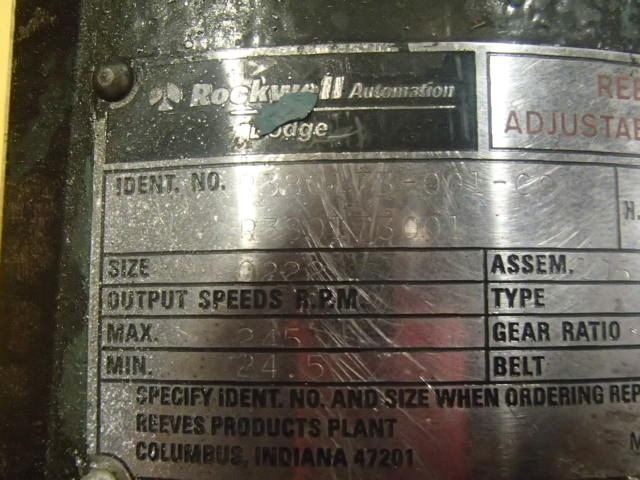 Rockwell Automation
Dodge
REE
ADJUSTAB
IDENT. NO.
SIZE
ASSEM.
OUTPUT SPEEDS R.P.M.
TYPE
MAX. 245
GEAR RATIO
MIN. 24.5
BELT
SPECIFY IDENT. NO. AND SIZE WHEN ORDERING REP
REEVES PRODUCTS PLANT
COLUMBUS, INDIANA 47201
M